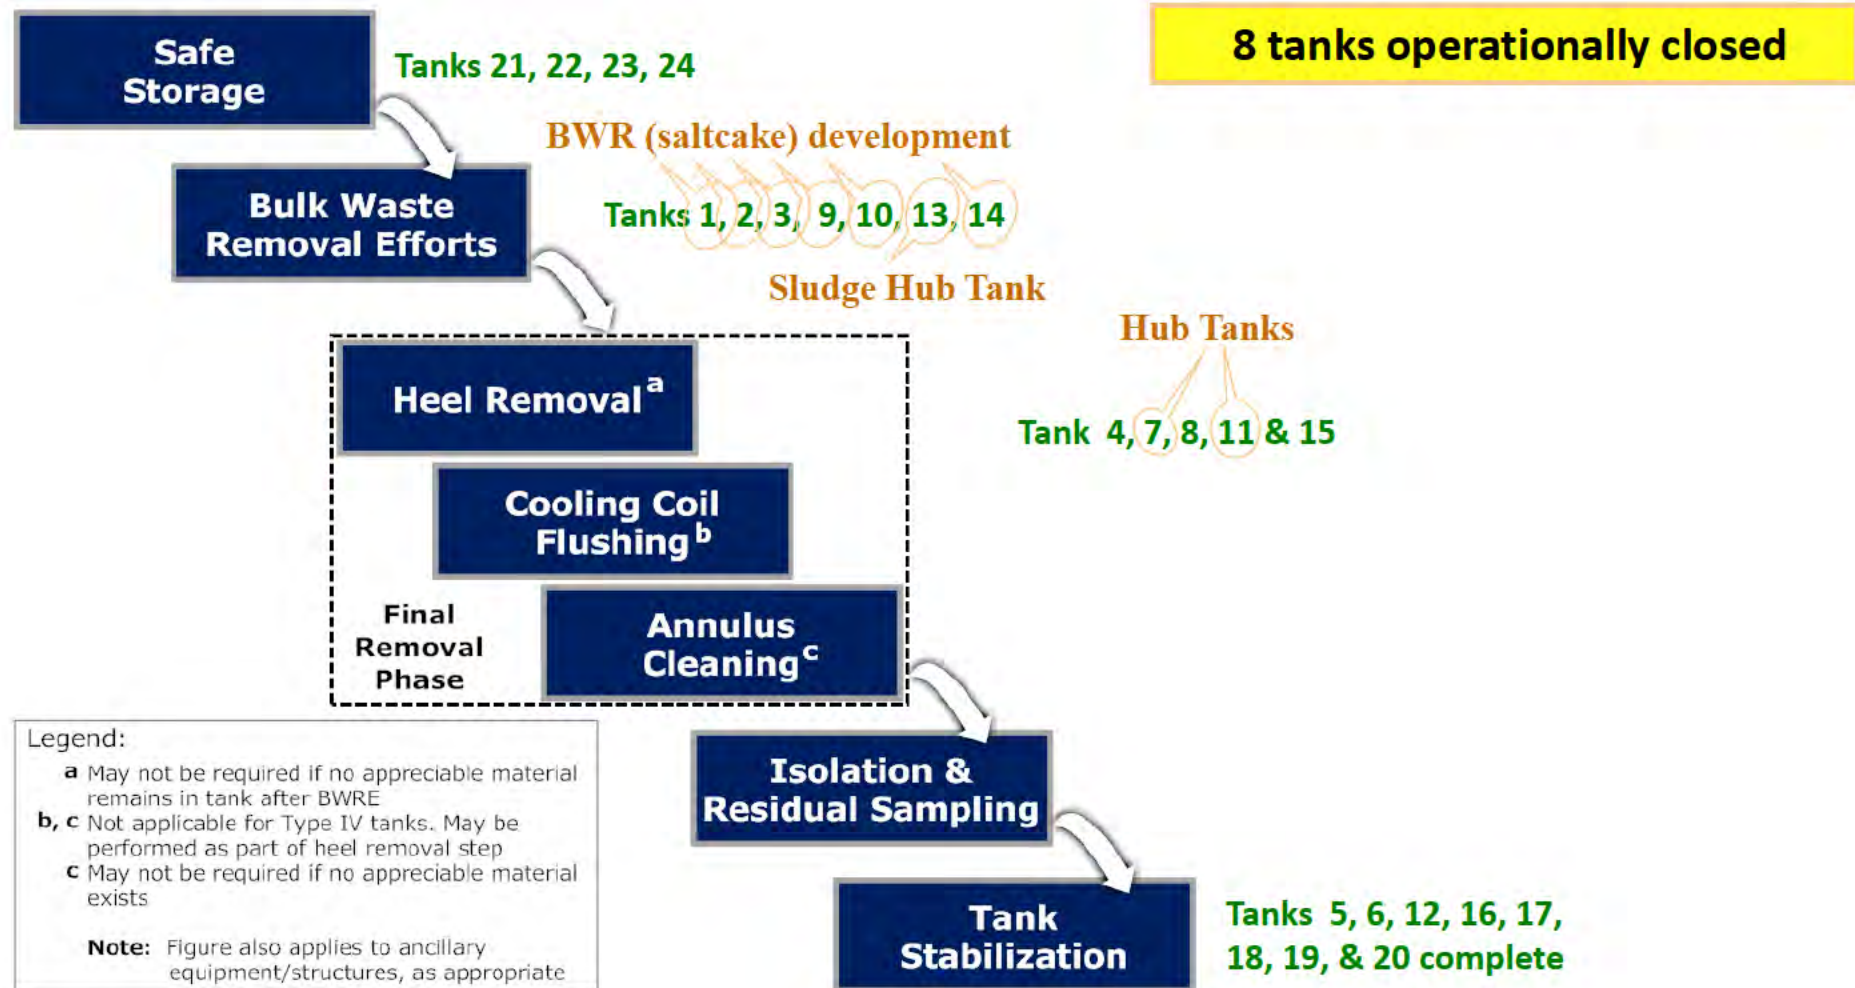 Safe
Storage
Tanks 21, 22, 23, 24
8 tanks operationally closed
BWR (saltcake) development
Bulk Waste
Removal Efforts
Tanks 1, 2, 3, 9, 10, 13, 14
Sludge Hub Tank
Hub Tanks
Heel Removal a
Tank 4, 7, 8, 11 & 15
Cooling Coil
Flushing b
Final
Removal
Phase
Annulus
Cleaning c
Legend:
a May not be required if no appreciable material
remains in tank after BWRE
b, c Not applicable for Type IV tanks. May be
performed as part of heel removal step
c May not be required if no appreciable material
exists
Note: Figure also applies to ancillary
equipment/structures, as appropriate
Isolation &
Residual Sampling
Tank
Stabilization
Tanks 5, 6, 12, 16, 17,
18, 19, & 20 complete